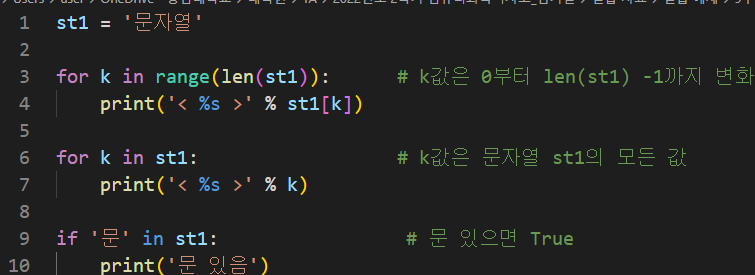 1 st1 = '문자열'
2
3 for k in range(len(st1)): # k값은 0부터 len(st1) -1까지 변화
4 print('< %s >' % st1[k])
5
6 for k in st1: # k값은 문자열 st1의 모든 값
7 print('< %s >' % k)
8
9 if '문' in st1: # 문 있으면 True
10 print('문 있음')